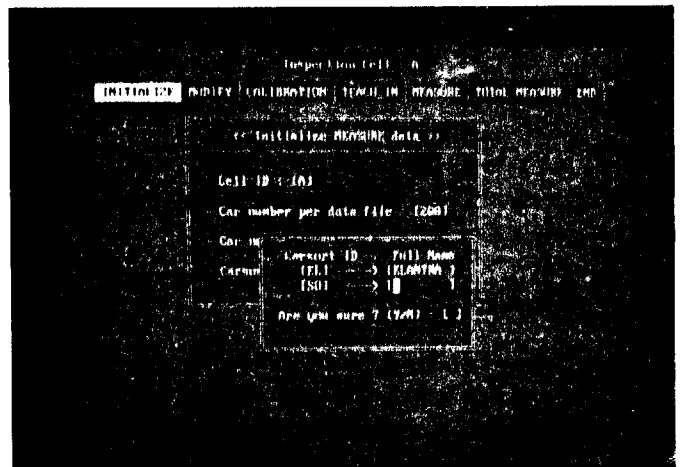 Inspection Cell A
INITIALIZE MODIFY CALIBRATION TEACH IN MEASURE TOTAL MEASURE END
<< Initialize MEASURE data >>
Cell ID : [A]
Car number per data file [200]
Car
Carsort ID Full Name
[EL] ----> [ELANTRA ]
[SO] ----> [ ]
Are you sure ? (Y/N) [ ]